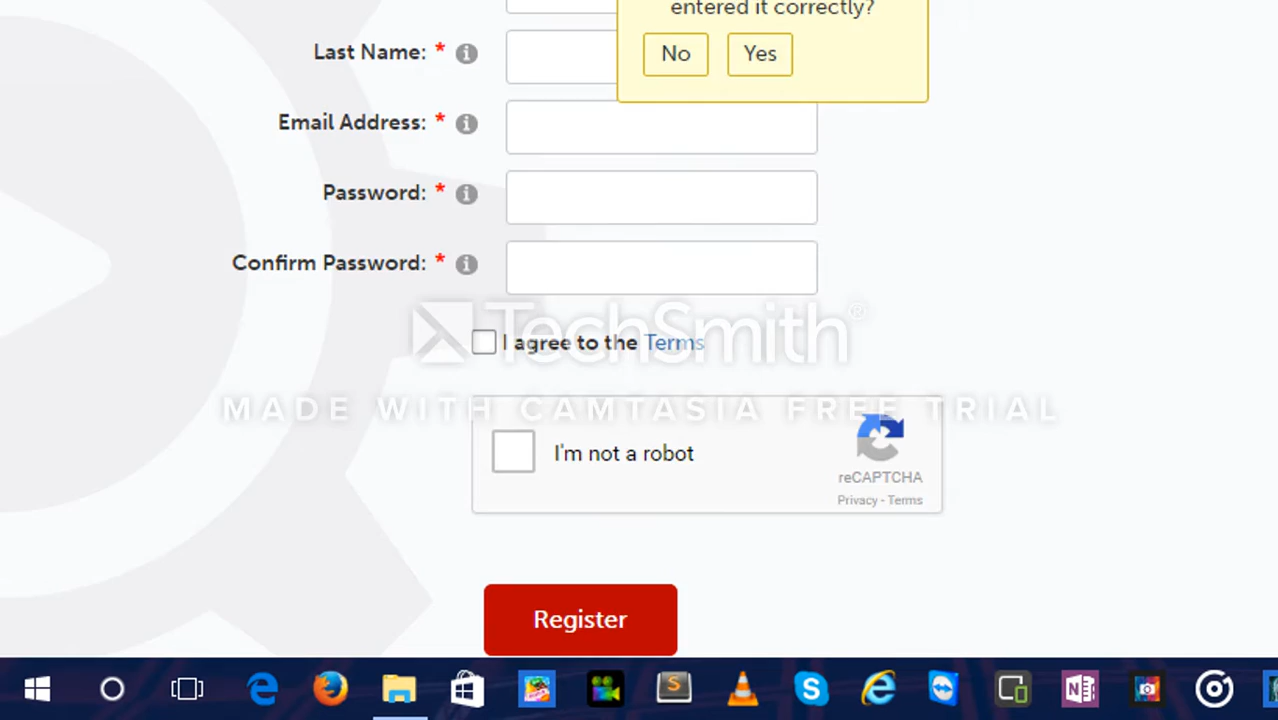 entered it correctly?
No Yes
Last Name: *
Email Address: *
Password: *
Confirm Password: *
TechSmith®
I agree to the Terms
MADE WITH CAMTASIA FREE TRIAL
I'm not a robot
reCAPTCHA
Privacy - Terms
Register